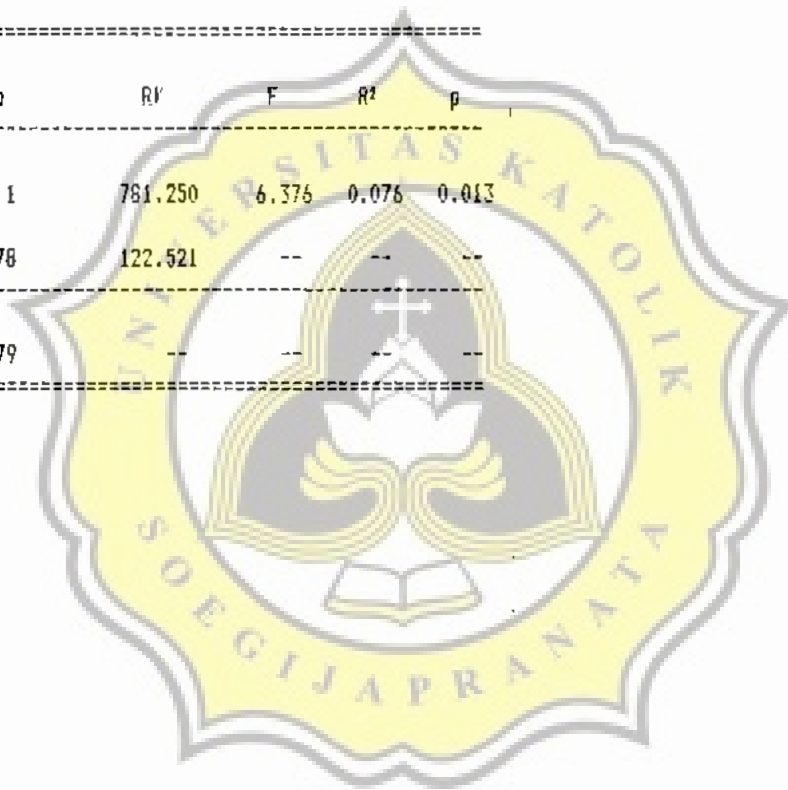 RK F R² p
1 781.250 6.376 0.076 0.013
78 122.521 -- -- --
79 -- -- -- --
UNIVERSITAS KATOLIK
SOEGIJAPRANATA